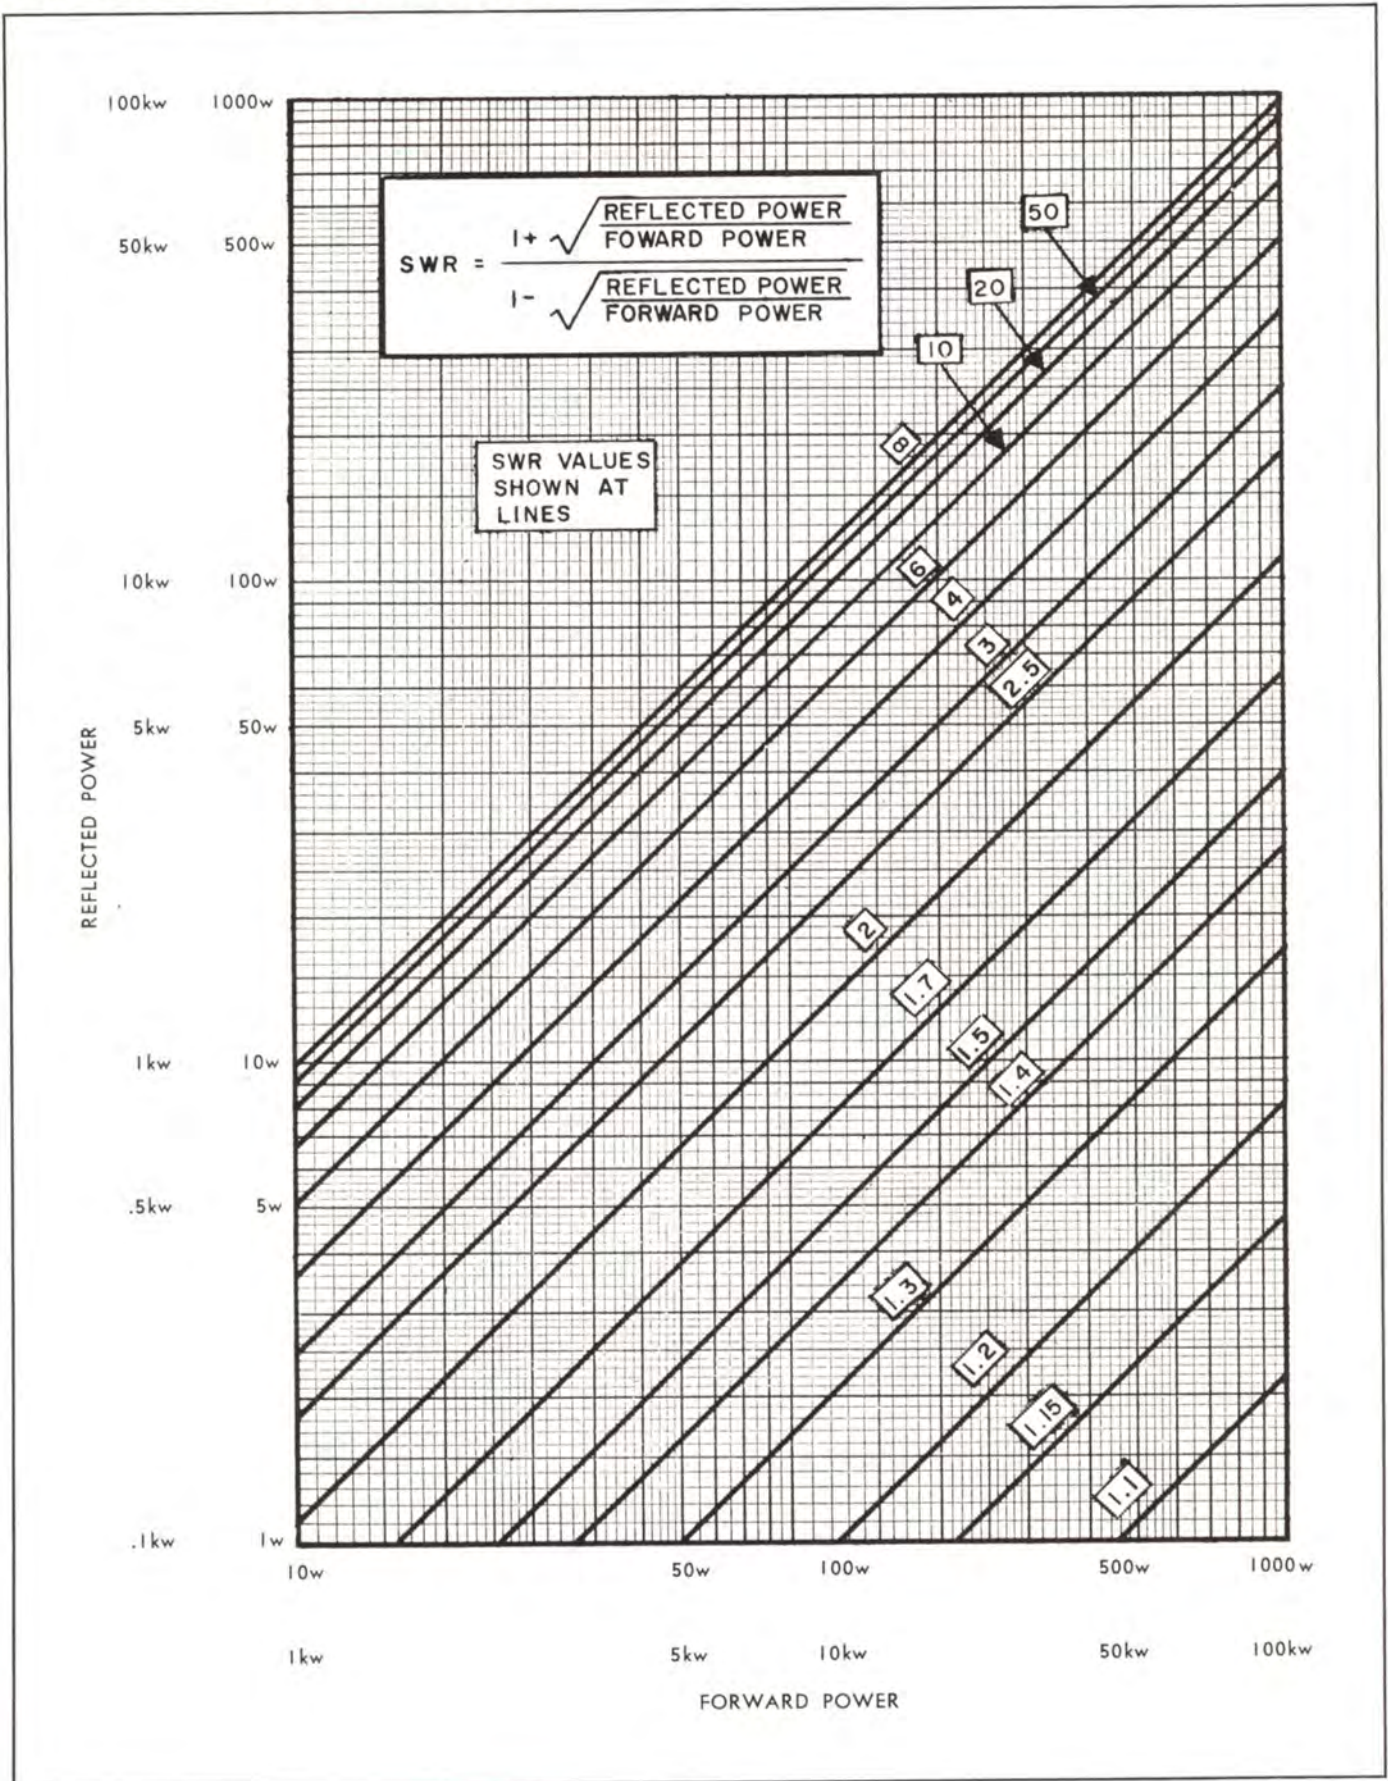 100kw 1000w
50kw 500w
10kw 100w
5kw 50w
1kw 10w
.5kw 5w
.1kw 1w
REFLECTED POWER
SWR = 1+ √ REFLECTED POWER
FOWARD POWER
1- √ REFLECTED POWER
FORWARD POWER
SWR VALUES
SHOWN AT
LINES
50
20
10
∞
6
4
3
2.5
2
1.7
1.5
1.4
1.3
1.2
1.15
1.1
10w 50w 100w 500w 1000w
1kw 5kw 10kw 50kw 100kw
FORWARD POWER